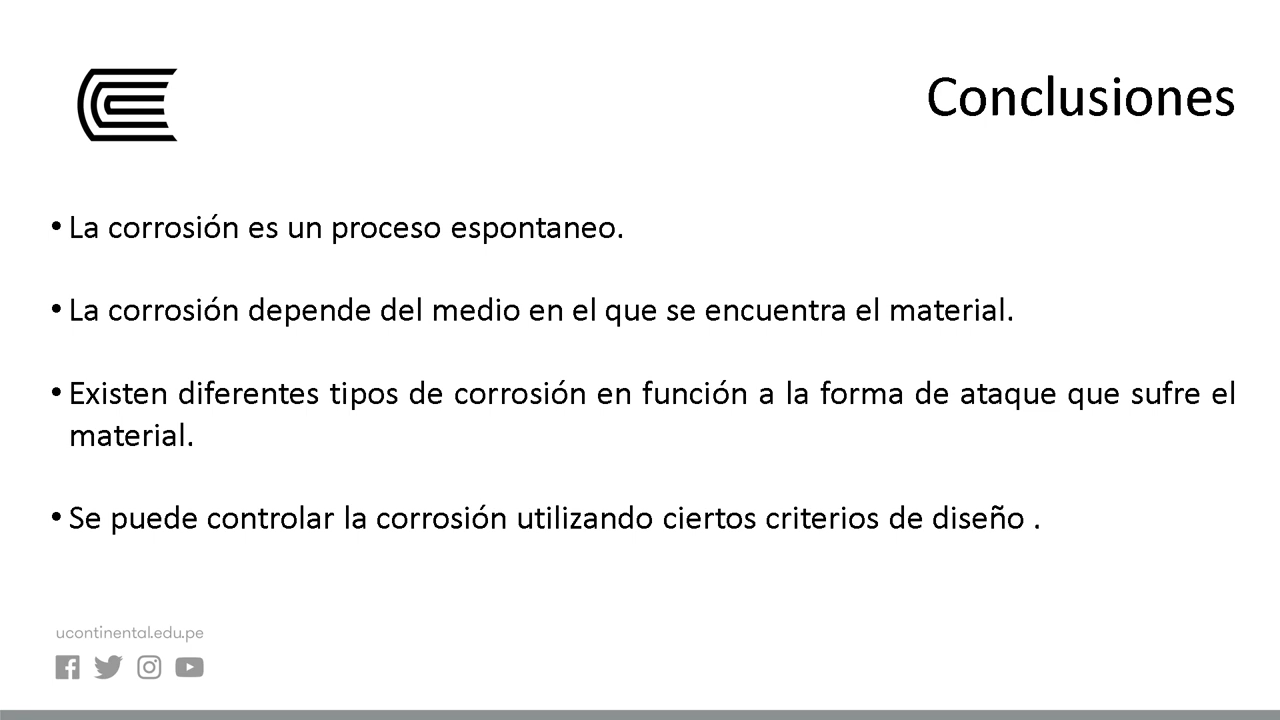 Conclusiones
• La corrosión es un proceso espontaneo.
• La corrosión depende del medio en el que se encuentra el material.
• Existen diferentes tipos de corrosión en función a la forma de ataque que sufre el
material.
• Se puede controlar la corrosión utilizando ciertos criterios de diseño .
ucontinental.edu.pe